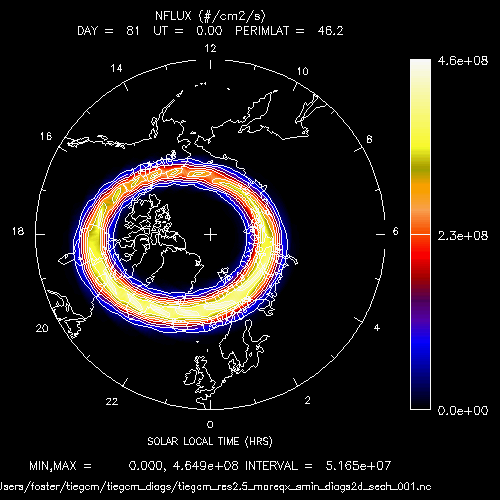 NFLUX (#/cm2/s)
DAY = 81 UT = 0.00 PERIMLAT = 46.2
12
14
10
4.6e+08
16
8
18
6
2.3e+08
20
4
22
2
0
0.0e+00
SOLAR LOCAL TIME (HRS)
MIN,MAX = 0.000, 4.649e+08 INTERVAL = 5.165e+07
Jsers/foster/tiegcm/tiegcm_diags/tiegcm_res2.5_mareqx_smin_diags2d_sech_001.nc